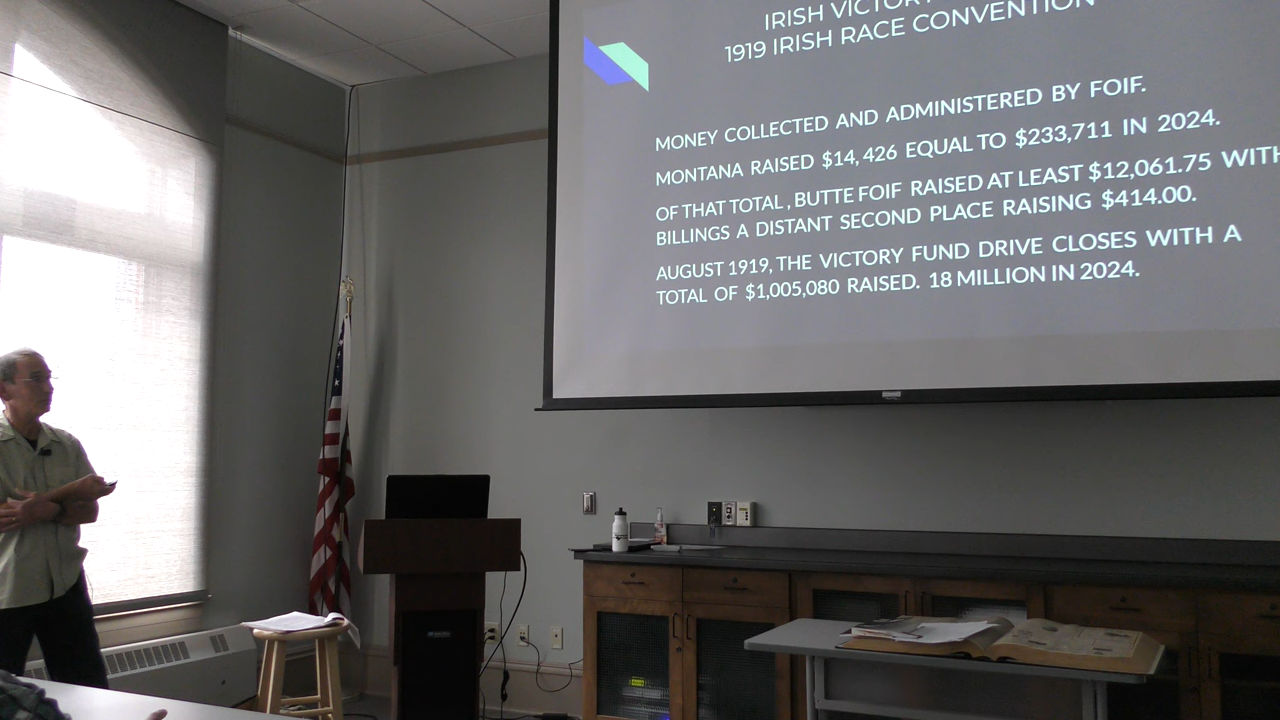 IRISH VICTORY
1919 IRISH RACE CONVENTION
MONEY COLLECTED AND ADMINISTERED BY FOIF.
MONTANA RAISED $14,426 EQUAL TO $233,711 IN 2024.
OF THAT TOTAL, BUTTE FOIF RAISED AT LEAST $12,061.75 WITH
BILLINGS A DISTANT SECOND PLACE RAISING $414.00.
AUGUST 1919, THE VICTORY FUND DRIVE CLOSES WITH A
TOTAL OF $1,005,080 RAISED. 18 MILLION IN 2024.